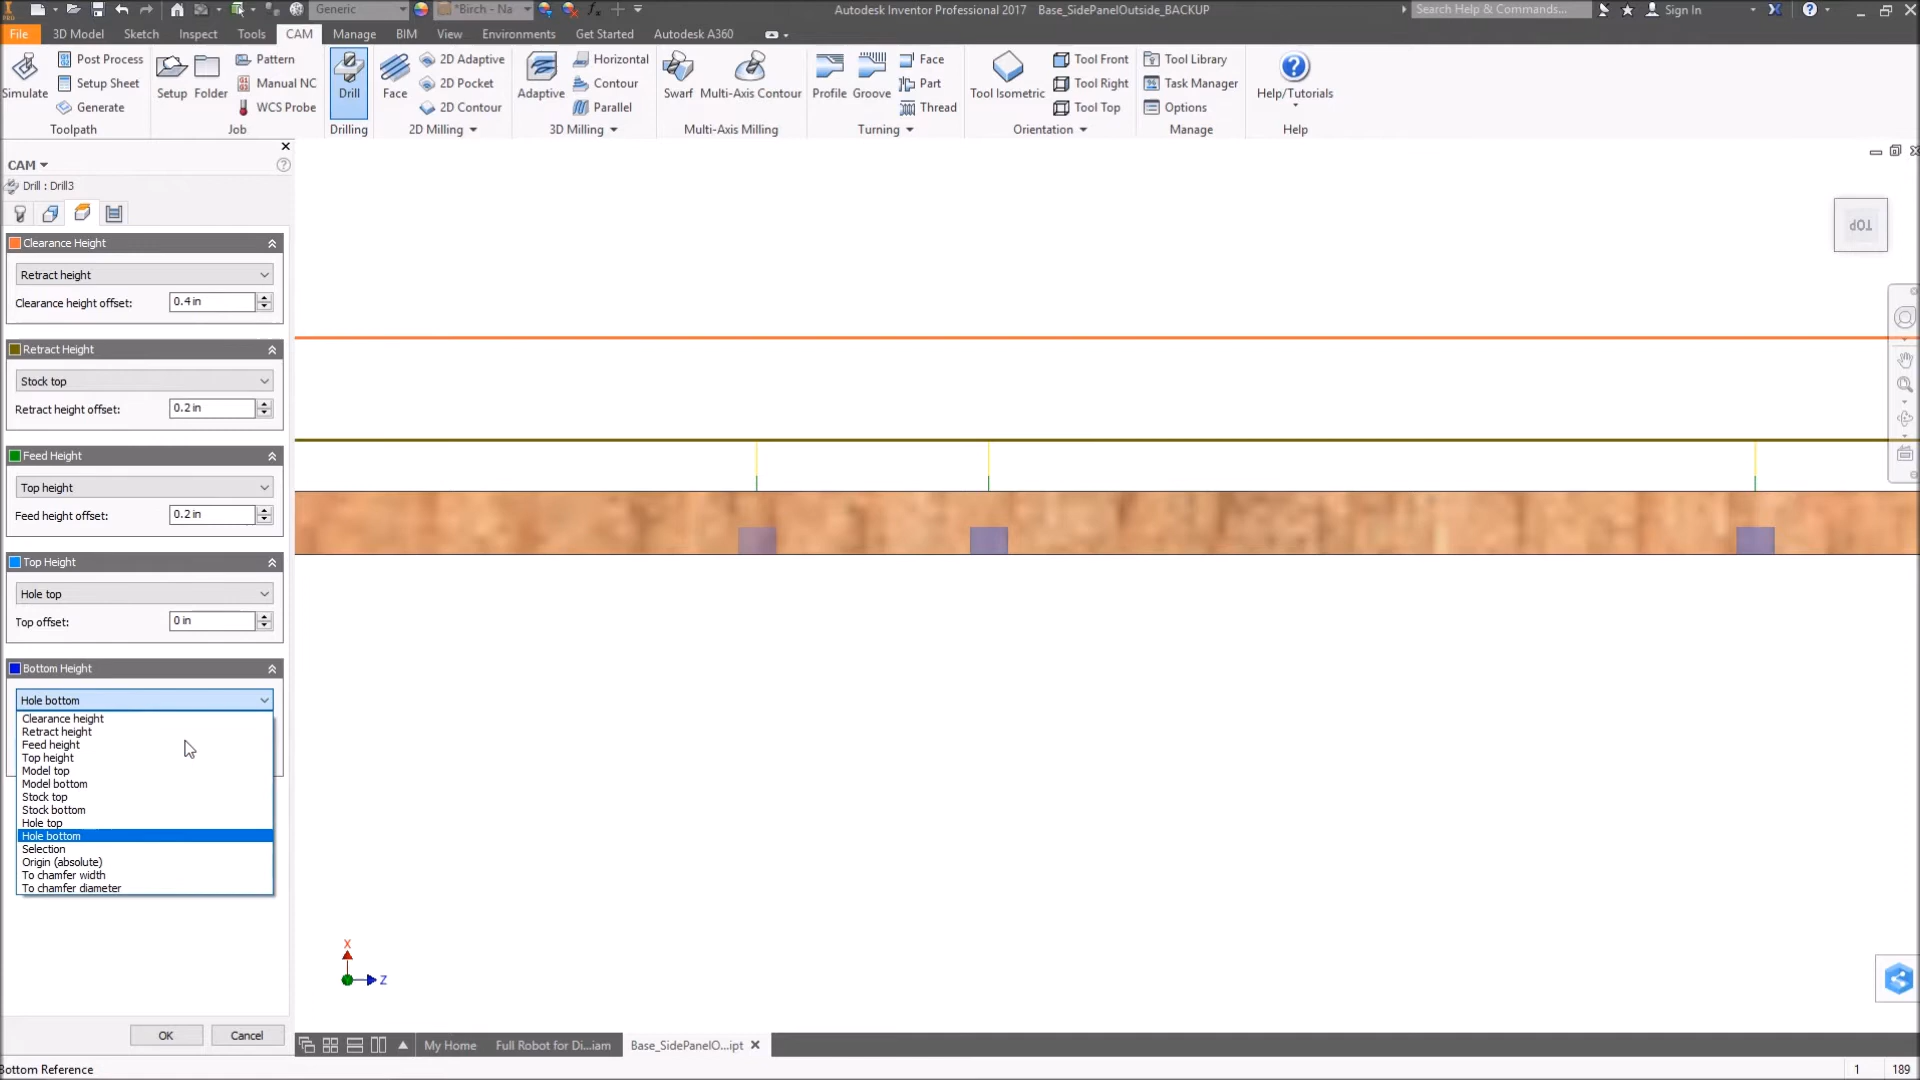 Generic
*Birch - Na
Autodesk Inventor Professional 2017 Base_SidePanelOutside_BACKUP
Search Help & Commands...
Sign In
File 3D Model Sketch Inspect Tools CAM Manage BIM View Environments Get Started Autodesk A360
Simulate
Post Process
Setup Sheet
Generate
Toolpath
Setup
Folder
Pattern
Manual NC
WCS Probe
Job
Drill
Drilling
Face
2D Adaptive
2D Pocket
2D Contour
2D Milling
Adaptive
Horizontal
Contour
Parallel
3D Milling
Swarf
Multi-Axis Contour
Multi-Axis Milling
Profile
Groove
Face
Part
Thread
Turning
Tool Isometric
Tool Front
Tool Right
Tool Top
Orientation
Tool Library
Task Manager
Options
Manage
Help/Tutorials
Help
CAM
Drill : Drill3
Clearance Height
Retract height
Clearance height offset: 0.4 in
Retract Height
Stock top
Retract height offset: 0.2 in
Feed Height
Top height
Feed height offset: 0.2 in
Top Height
Hole top
Top offset: 0 in
Bottom Height
Hole bottom
Clearance height
Retract height
Feed height
Top height
Model top
Model bottom
Stock top
Stock bottom
Hole top
Hole bottom
Selection
Origin (absolute)
To chamfer width
To chamfer diameter
OK
Cancel
TOP
X
Z
My Home
Full Robot for Di...iam
Base_SidePanelO...ipt
Bottom Reference
1
189